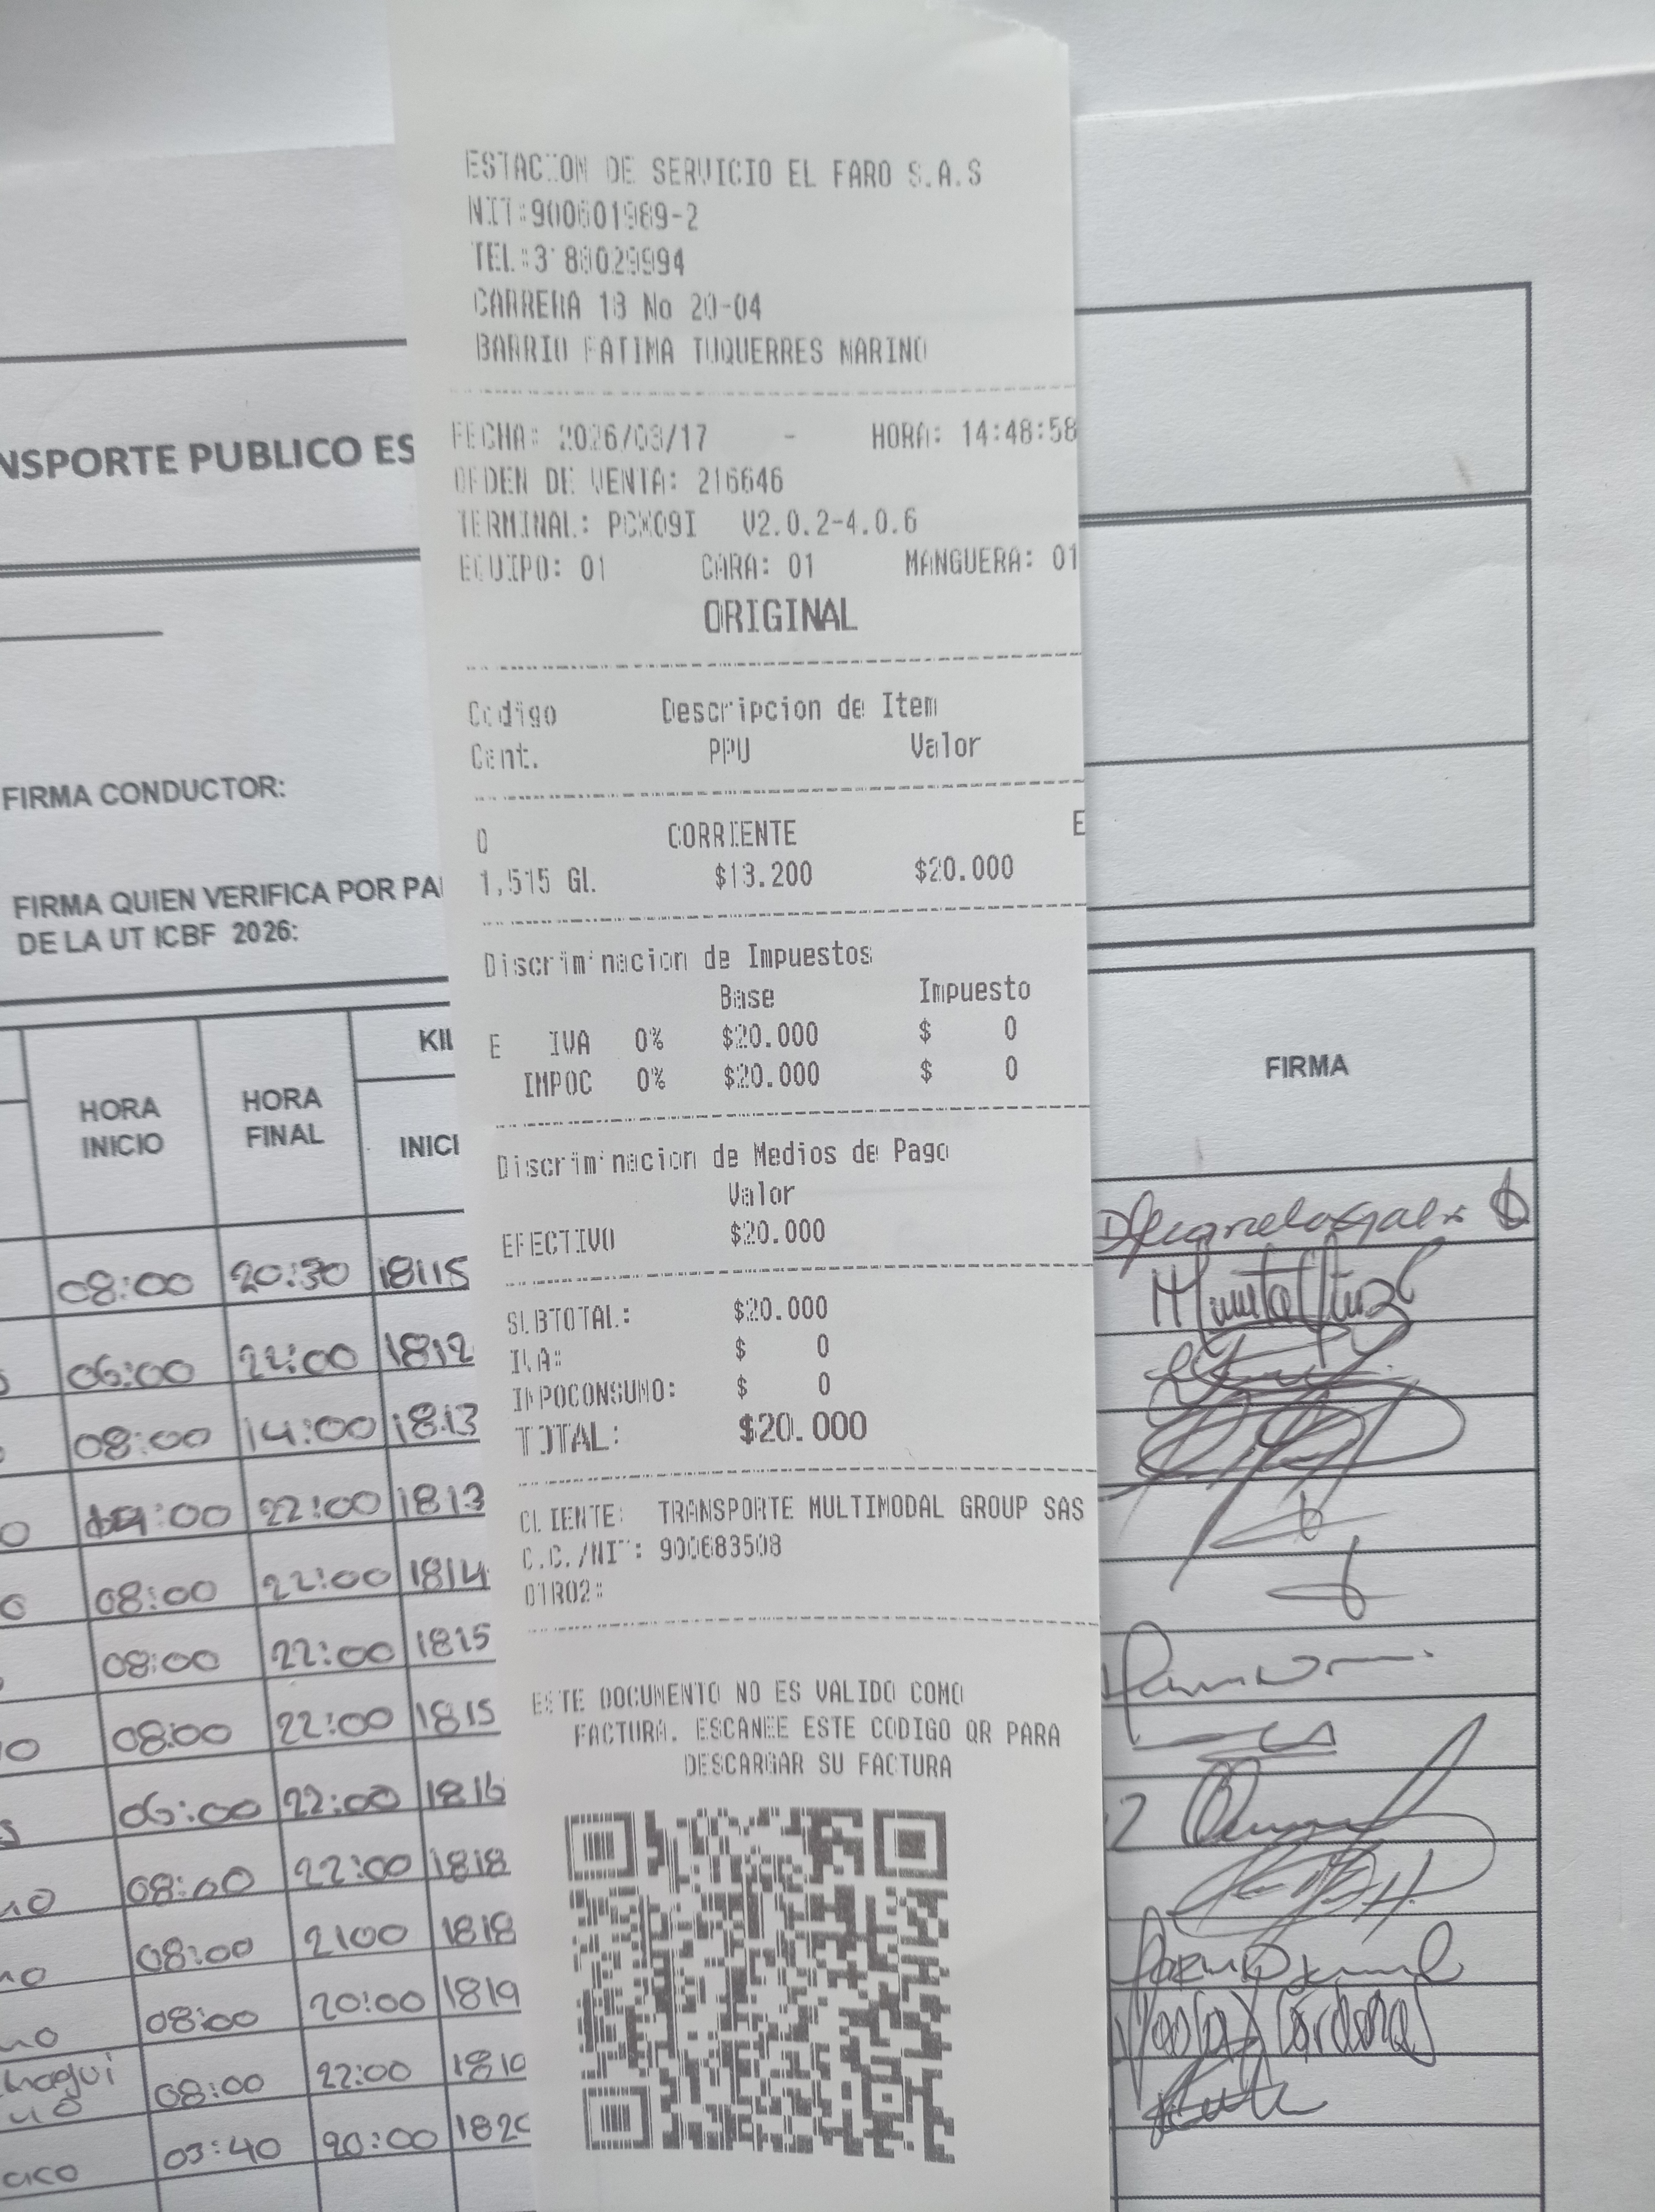 ESTACION DE SERVICIO EL FARO S.A.S
NIT:900601989-2
TEL:3188029994
CARRERA 13 No 20-04
BARRIO FATIMA TUQUERRES NARINO
FECHA: 2026/03/17 - HORA: 14:48:58
ORDEN DE VENTA: 216646
TERMINAL: PCX09I V2.0.2-4.0.6
EQUIPO: 01 CARA: 01 MANGUERA: 01
ORIGINAL
Codigo Descripcion de Item
Cant. PPU Valor
0 CORRIENTE E
1,515 GL $13.200 $20.000
Discriminacion de Impuestos
Base Impuesto
E IVA 0% $20.000 $ 0
IMPOC 0% $20.000 $ 0
Discriminacion de Medios de Pago
Valor
EFECTIVO $20.000
SUBTOTAL: $20.000
IVA: $ 0
IMPOCONSUMO: $ 0
TOTAL: $20.000
CLIENTE: TRANSPORTE MULTIMODAL GROUP SAS
C.C./NIT: 900683508
OTRO2:
ESTE DOCUMENTO NO ES VALIDO COMO
FACTURA. ESCANEE ESTE CODIGO QR PARA
DESCARGAR SU FACTURA
NSPORTE PUBLICO ES
FIRMA CONDUCTOR:
FIRMA QUIEN VERIFICA POR PA
DE LA UT ICBF 2026:
HORA INICIO HORA FINAL KIL INICI FIRMA
08:00 20:30 18115
06:00 22:00 1812
08:00 14:00 1813
:00 22:00 1813
08:00 22:00 1814
08:00 22:00 1815
08:00 22:00 1815
06:00 22:00 1816
08:00 22:00 1818
08:00 2100 1818
08:00 20:00 1819
08:00 22:00 1819
03:40 20:00 182